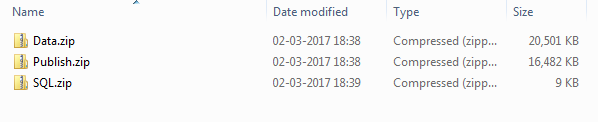 Name Date modified Type Size
Data.zip 02-03-2017 18:38 Compressed (zipp... 20,501 KB
Publish.zip 02-03-2017 18:38 Compressed (zipp... 16,482 KB
SQL.zip 02-03-2017 18:39 Compressed (zipp... 9 KB